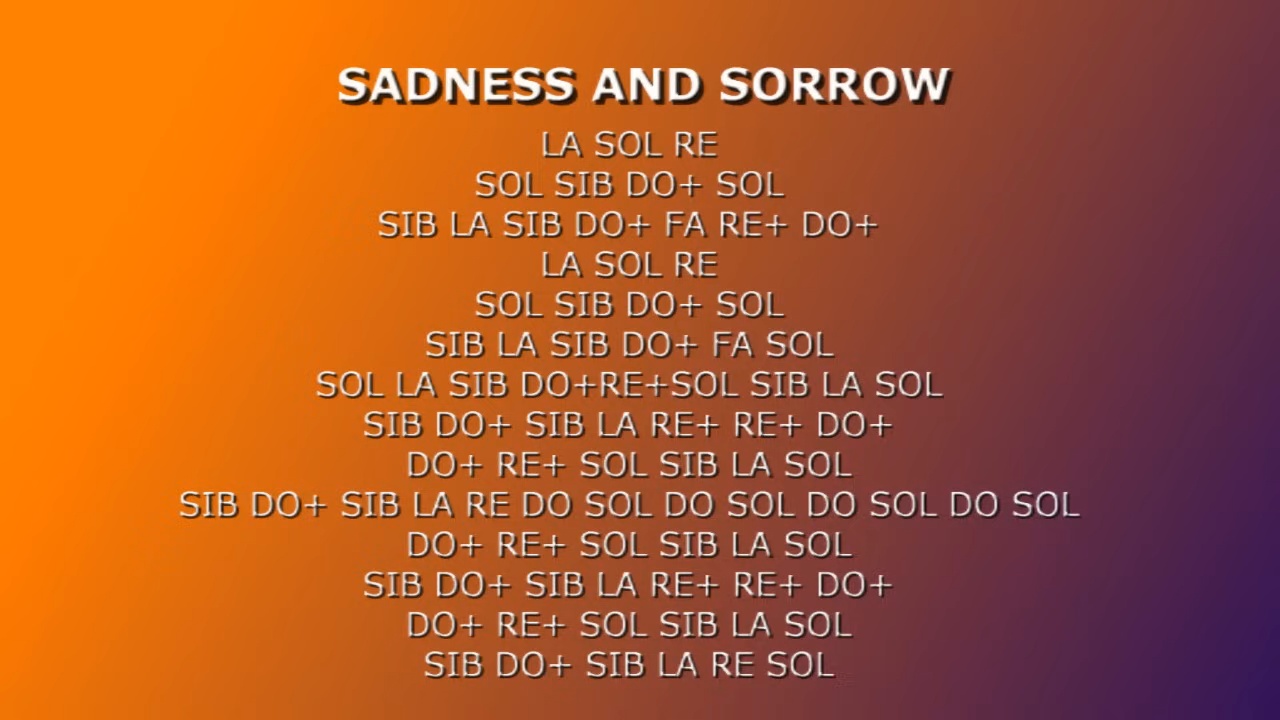 SADNESS AND SORROW
LA SOL RE
SOL SIB DO+ SOL
SIB LA SIB DO+ FA RE+ DO+
LA SOL RE
SOL SIB DO+ SOL
SIB LA SIB DO+ FA SOL
SOL LA SIB DO+RE+SOL SIB LA SOL
SIB DO+ SIB LA RE+ RE+ DO+
DO+ RE+ SOL SIB LA SOL
SIB DO+ SIB LA RE DO SOL DO SOL DO SOL DO SOL
DO+ RE+ SOL SIB LA SOL
SIB DO+ SIB LA RE+ RE+ DO+
DO+ RE+ SOL SIB LA SOL
SIB DO+ SIB LA RE SOL